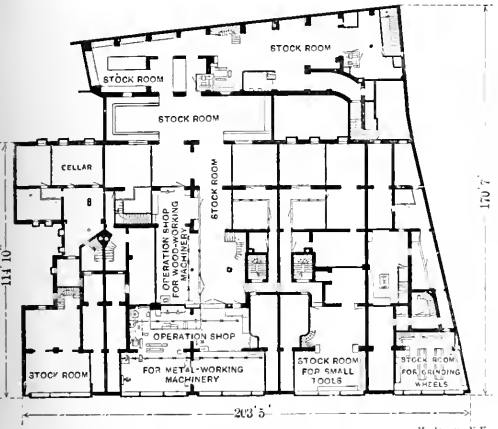 STOCK ROOM
STOCK ROOM
STOCK ROOM
CELLAR
STOCK ROOM
OPERATION SHOP
FOR WOOD-WORKING
MACHINERY
OPERATION SHOP
FOR METAL-WORKING
MACHINERY
STOCK ROOM
STOCK ROOM
FOR SMALL
TOOLS
STOCK ROOM
FOR GRINDING
WHEELS
114' 10"
170' 7"
203' 5"